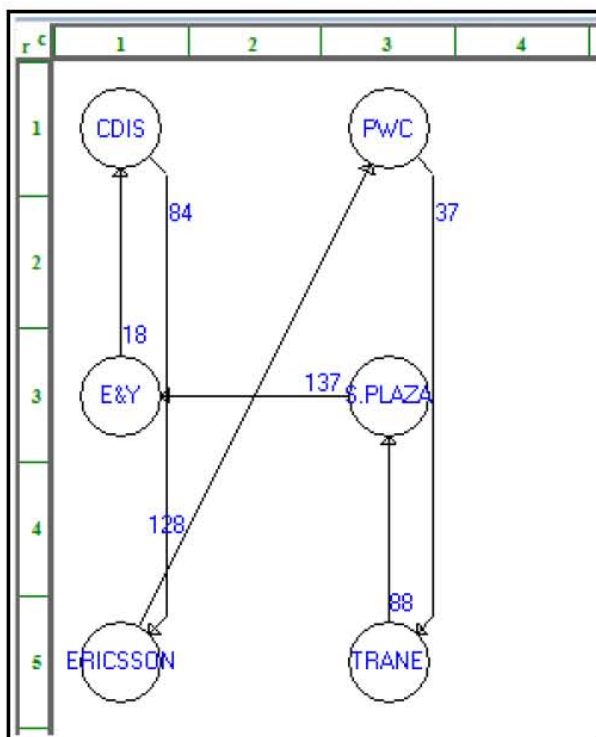 r c 1 2 3 4
1 CDIS PWC
84 37
2
18
137
3 E&Y S.PLAZA
4 128
88
5 ERICSSON TRANE